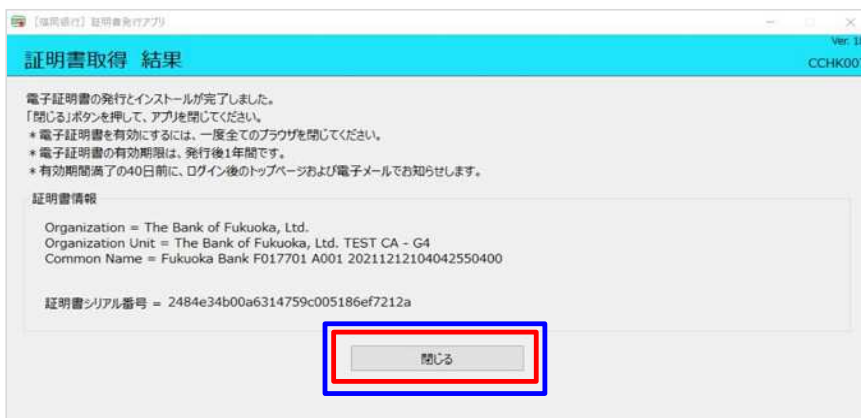 ［福岡銀行］証明書発行アプリ
Ver. 1
証明書取得 結果
CCHK00
電子証明書の発行とインストールが完了しました。
「閉じる」ボタンを押して、アプリを閉じてください。
＊電子証明書を有効にするには、一度全てのブラウザを閉じてください。
＊電子証明書の有効期限は、発行後1年間です。
＊有効期間満了の40日前に、ログイン後のトップページおよび電子メールでお知らせします。
証明書情報
Organization = The Bank of Fukuoka, Ltd.
Organization Unit = The Bank of Fukuoka, Ltd. TEST CA - G4
Common Name = Fukuoka Bank F017701 A001 20211212104042550400
証明書シリアル番号 = 2484e34b00a6314759c005186ef7212a
閉じる